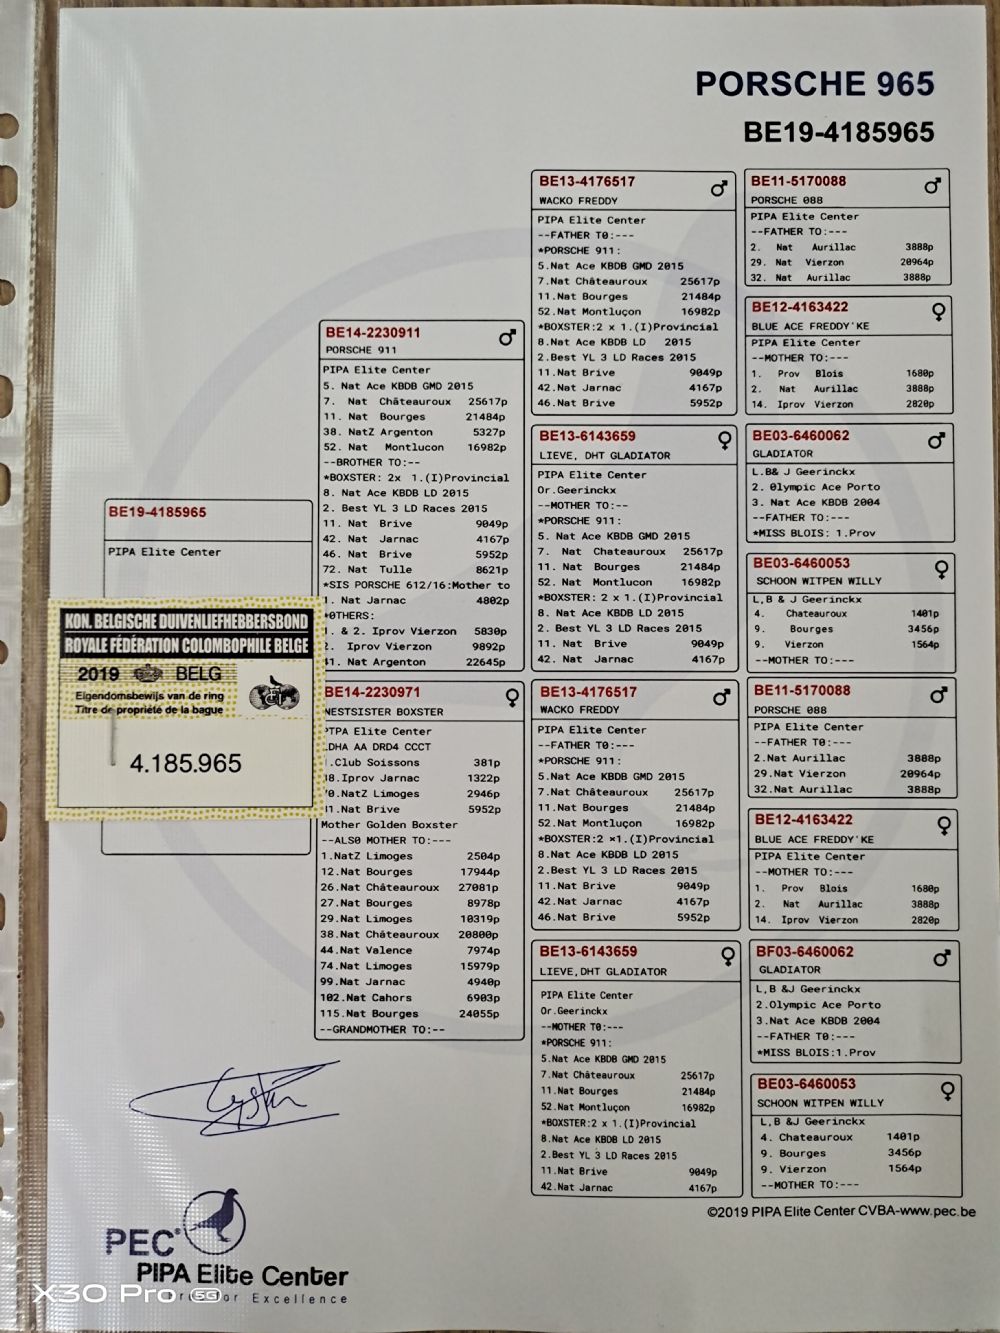 PORSCHE 965
BE19-4185965
BE19-4185965
PIPA Elite Center
KON. BELGISCHE DUIVENLIEFHEBBERSBOND
ROYALE FÉDÉRATION COLOMBOPHILE BELGE
2019 BELG
Eigendomsbewijs van de ring
Titre de propriété de la bague
4.185.965
BE14-2230911 ♂
PORSCHE 911
PIPA Elite Center
5. Nat Ace KBDB GMD 2015
7. Nat Châteauroux 25617p
11. Nat Bourges 21484p
38. NatZ Argenton 5327p
52. Nat Montlucon 16982p
--BROTHER TO:--
*BOXSTER: 2x 1.(I)Provincial
8. Nat Ace KBDB LD 2015
2. Best YL 3 LD Races 2015
11. Nat Brive 9049p
42. Nat Jarnac 4167p
46. Nat Brive 5952p
72. Nat Tulle 8621p
*SIS PORSCHE 612/16:Mother to
1. Nat Jarnac 4802p
*0THERS:
. & 2. Iprov Vierzon 5830p
2. Iprov Vierzon 9892p
1. Nat Argenton 22645p
BE14-2230971 ♀
NESTSISTER BOXSTER
PTPA Elite Center
DHA AA DRD4 CCCT
.Club Soissons 381p
8.Iprov Jarnac 1322p
0.NatZ Limoges 2946p
1.Nat Brive 5952p
Mother Golden Boxster
--ALS0 MOTHER TO:---
1.NatZ Limoges 2504p
12.Nat Bourges 17944p
26.Nat Châteauroux 27081p
27.Nat Bourges 8978p
29.Nat Limoges 10319p
38.Nat Châteauroux 20800p
44.Nat Valence 7974p
74.Nat Limoges 15979p
99.Nat Jarnac 4940p
102.Nat Cahors 6903p
115.Nat Bourges 24055p
--GRANDMOTHER TO:--
BE13-4176517 ♂
WACKO FREDDY
PIPA Elite Center
--FATHER T0:---
*PORSCHE 911:
5.Nat Ace KBDB GMD 2015
7.Nat Châteauroux 25617p
11.Nat Bourges 21484p
52.Nat Montluçon 16982p
*BOXSTER:2 x 1.(I)Provincial
8.Nat Ace KBDB LD 2015
2.Best YL 3 LD Races 2015
11.Nat Brive 9049p
42.Nat Jarnac 4167p
46.Nat Brive 5952p
BE13-6143659 ♀
LIEVE, DHT GLADIATOR
PIPA Elite Center
Or.Geerinckx
--MOTHER TO:--
*PORSCHE 911:
5. Nat Ace KBDB GMD 2015
7. Nat Chateauroux 25617p
11. Nat Bourges 21484p
52. Nat Montlucon 16982p
*BOXSTER: 2 x 1.(I)Provincial
8. Nat Ace KBDB LD 2015
2. Best YL 3 LD Races 2015
11. Nat Brive 9049p
42. Nat Jarnac 4167p
BE13-4176517 ♂
WACKO FREDDY
PIPA Elite Center
--FATHER T0:---
*PORSCHE 911:
5.Nat Ace KBDB GMD 2015
7.Nat Châteauroux 25617p
11.Nat Bourges 21484p
52.Nat Montluçon 16982p
*BOXSTER:2 ×1.(I)Provincial
8.Nat Ace KBDB LD 2015
2.Best YL 3 LD Races 2015
11.Nat Brive 9049p
42.Nat Jarnac 4167p
46.Nat Brive 5952p
BE13-6143659 ♀
LIEVE,DHT GLADIATOR
PIPA Elite Center
Or.Geerinckx
--MOTHER T0:---
*PORSCHE 911:
5.Nat Ace KBDB GMD 2015
7.Nat Châteauroux 25617p
11.Nat Bourges 21484p
52.Nat Montluçon 16982p
*BOXSTER:2 x 1.(I)Provincial
8.Nat Ace KBDB LD 2015
2.Best YL 3 LD Races 2015
11.Nat Brive 9049p
42.Nat Jarnac 4167p
BE11-5170088 ♂
PORSCHE 088
PIPA Elite Center
--FATHER TO:---
2. Nat Aurillac 3888p
29. Nat Vierzon 20964p
32. Nat Aurillac 3888p
BE12-4163422 ♀
BLUE ACE FREDDY'KE
PIPA Elite Center
--MOTHER TO:---
1. Prov Blois 1680p
2. Nat Aurillac 3888p
14. Iprov Vierzon 2820p
BE03-6460062 ♂
GLADIATOR
L.B& J Geerinckx
2. 0lympic Ace Porto
3. Nat Ace KBDB 2004
--FATHER TO:---
*MISS BLOIS: 1.Prov
BE03-6460053 ♀
SCHOON WITPEN WILLY
L,B & J Geerinckx
4. Chateauroux 1401p
9. Bourges 3456p
9. Vierzon 1564p
--MOTHER TO:---
BE11-5170088 ♂
PORSCHE 088
PTPA Elite Center
--FATHER T0:---
2.Nat Aurillac 3888p
29.Nat Vierzon 20964p
32.Nat Aurillac 3888p
BE12-4163422 ♀
BLUE ACE FREDDY'KE
PIPA Elite Center
--MOTHER TO:---
1. Prov Blois 1680p
2. Nat Aurillac 3888p
14. Iprov Vierzon 2820p
BF03-6460062 ♂
GLADIATOR
L,B &J Geerinckx
2.Olympic Ace Porto
3.Nat Ace KBDB 2004
--FATHER T0:---
*MISS BLOIS:1.Prov
BE03-6460053 ♀
SCHOON WITPEN WILLY
L,B &J Geerinckx
4. Chateauroux 1401p
9. Bourges 3456p
9. Vierzon 1564p
--MOTHER TO:---
©2019 PIPA Elite Center CVBA-www.pec.be
PEC®
PIPA Elite Center
for Excellence
X30 Pro 5G